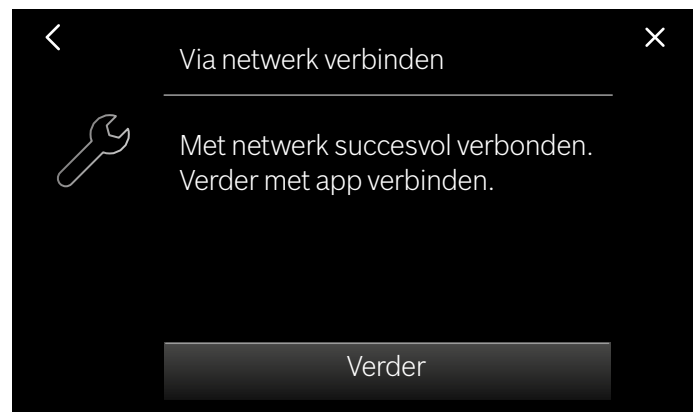 Via netwerk verbinden
Met netwerk succesvol verbonden.
Verder met app verbinden.
Verder